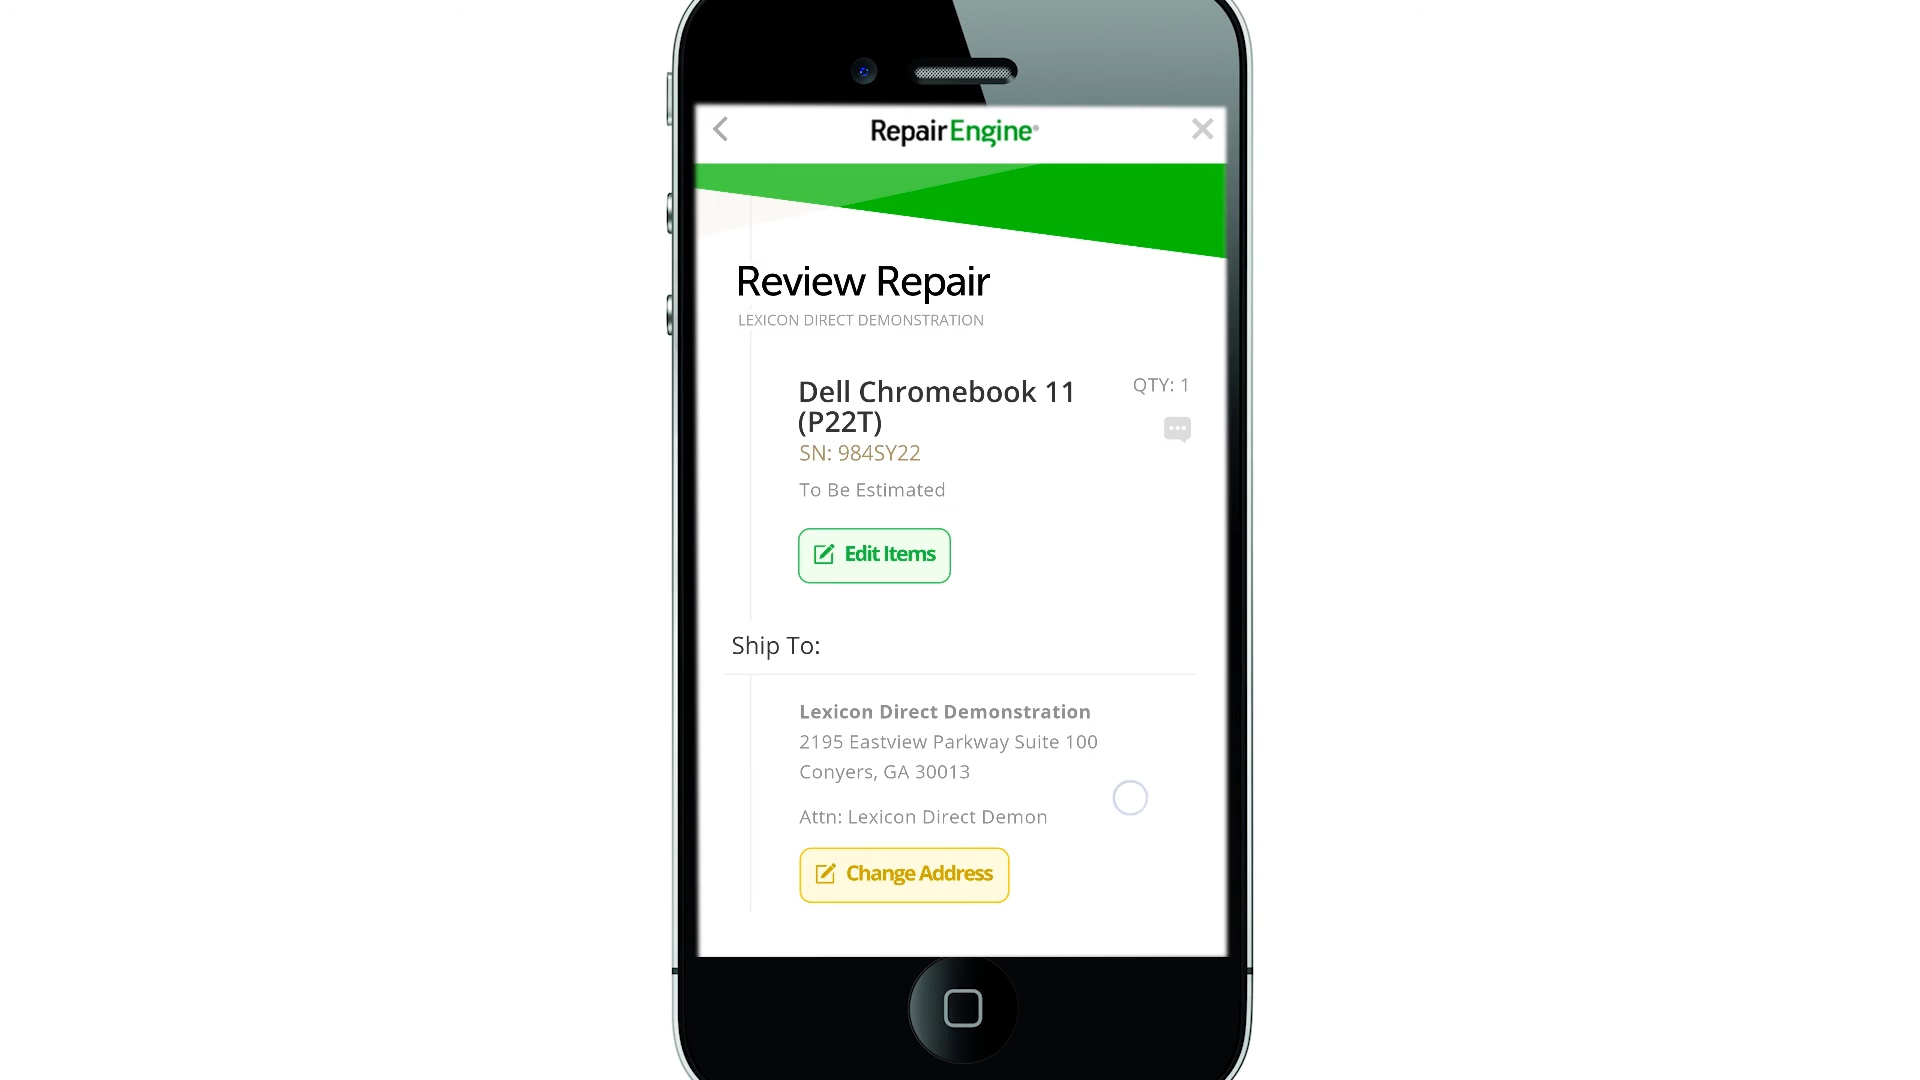 RepairEngine®
Review Repair
LEXICON DIRECT DEMONSTRATION
Dell Chromebook 11 QTY: 1
(P22T)
SN: 984SY22
To Be Estimated
Edit Items
Ship To:
Lexicon Direct Demonstration
2195 Eastview Parkway Suite 100
Conyers, GA 30013
Attn: Lexicon Direct Demon
Change Address